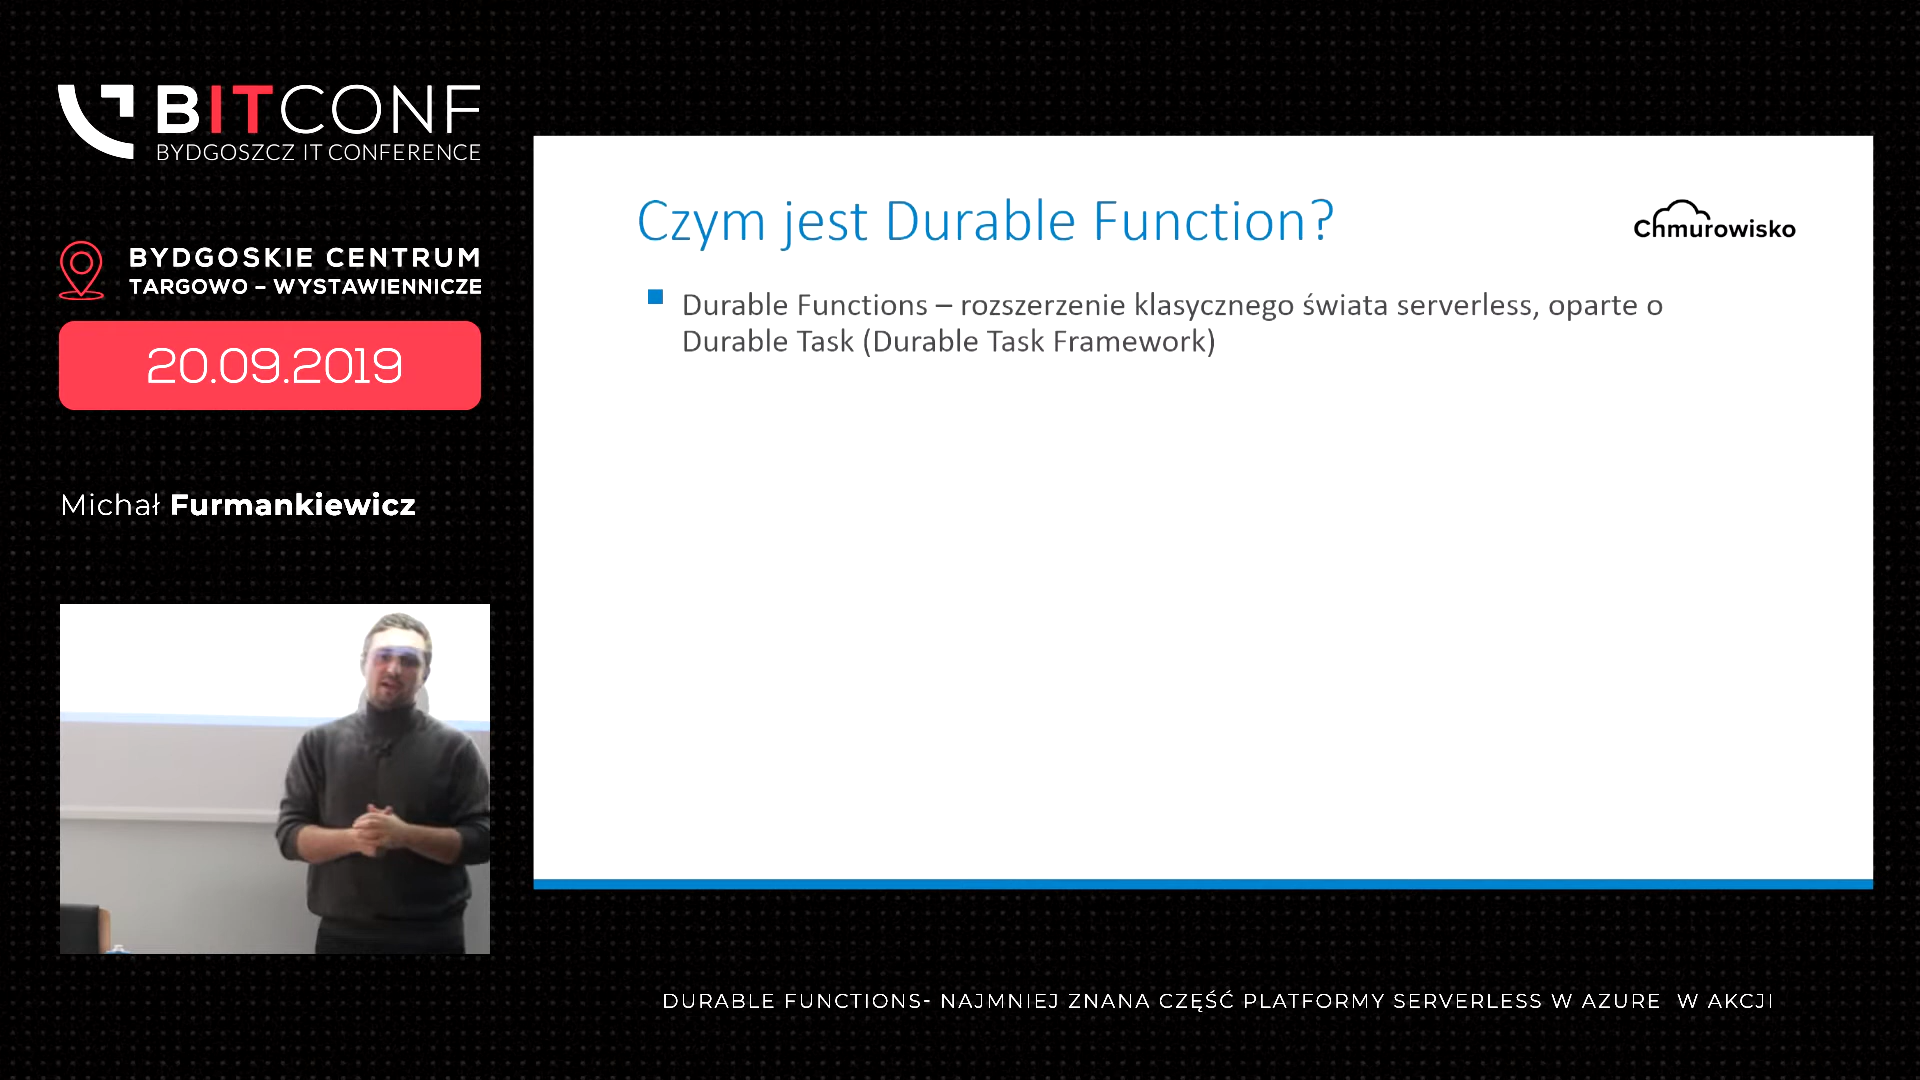 BITCONF
BYDGOSZCZ IT CONFERENCE
BYDGOSKIE CENTRUM
TARGOWO – WYSTAWIENNICZE
20.09.2019
Michał Furmankiewicz
Czym jest Durable Function?
Chmurowisko
Durable Functions – rozszerzenie klasycznego świata serverless, oparte o
Durable Task (Durable Task Framework)
DURABLE FUNCTIONS- NAJMNIEJ ZNANA CZĘŚĆ PLATFORMY SERVERLESS W AZURE W AKCJI